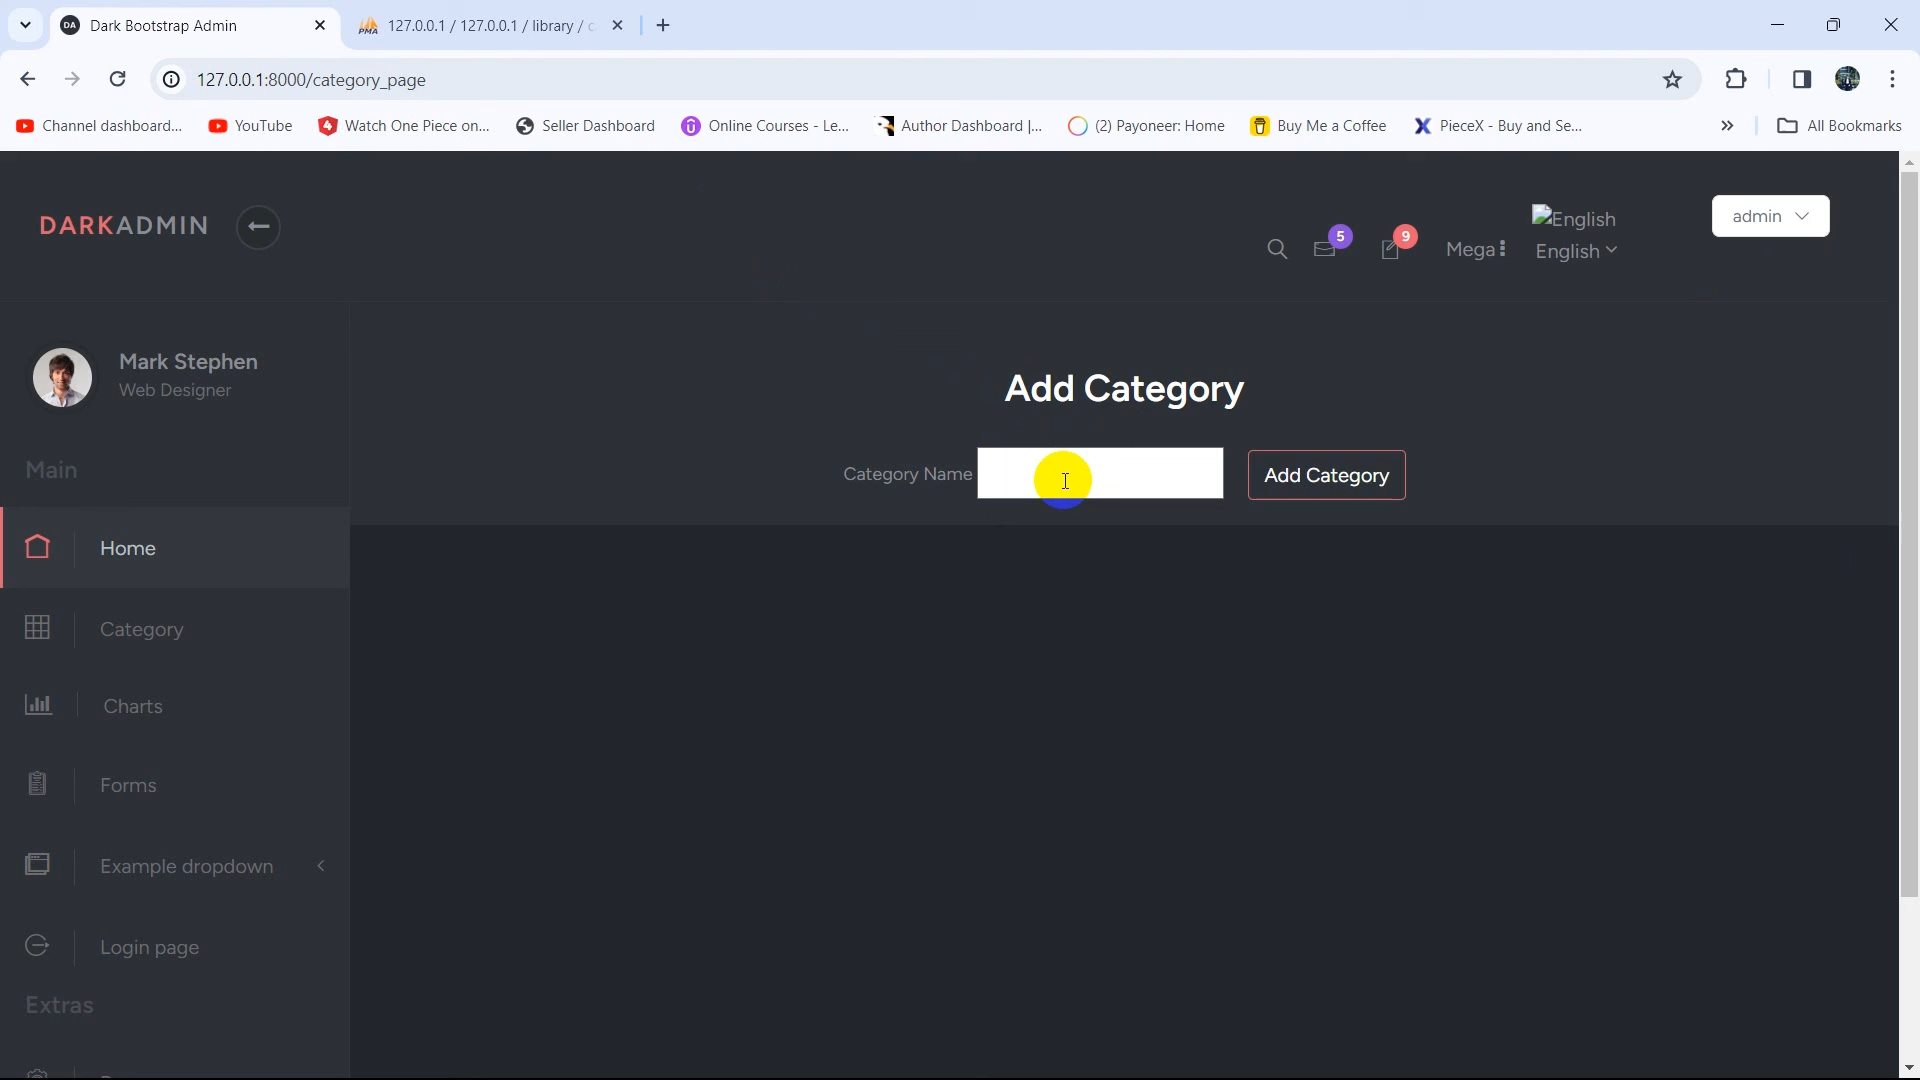 DA Dark Bootstrap Admin
PMA 127.0.0.1 / 127.0.0.1 / library /
127.0.0.1:8000/category_page
Channel dashboard... YouTube Watch One Piece on... Seller Dashboard Online Courses - Le... Author Dashboard |... (2) Payoneer: Home Buy Me a Coffee PieceX - Buy and Se... All Bookmarks
DARKADMIN
5
9
Mega
English
English
admin
Mark Stephen
Web Designer
Main
Home
Category
Charts
Forms
Example dropdown
Login page
Extras
Add Category
Category Name
Add Category